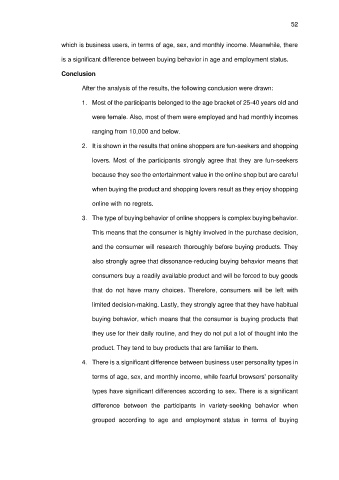 52
which is business users, in terms of age, sex, and monthly income. Meanwhile, there
is a significant difference between buying behavior in age and employment status.
Conclusion
After the analysis of the results, the following conclusion were drawn:
1. Most of the participants belonged to the age bracket of 25-40 years old and
were female. Also, most of them were employed and had monthly incomes
ranging from 10,000 and below.
2. It is shown in the results that online shoppers are fun-seekers and shopping
lovers. Most of the participants strongly agree that they are fun-seekers
because they see the entertainment value in the online shop but are careful
when buying the product and shopping lovers result as they enjoy shopping
online with no regrets.
3. The type of buying behavior of online shoppers is complex buying behavior.
This means that the consumer is highly involved in the purchase decision,
and the consumer will research thoroughly before buying products. They
also strongly agree that dissonance-reducing buying behavior means that
consumers buy a readily available product and will be forced to buy goods
that do not have many choices. Therefore, consumers will be left with
limited decision-making. Lastly, they strongly agree that they have habitual
buying behavior, which means that the consumer is buying products that
they use for their daily routine, and they do not put a lot of thought into the
product. They tend to buy products that are familiar to them.
4. There is a significant difference between business user personality types in
terms of age, sex, and monthly income, while fearful browsers' personality
types have significant differences according to sex. There is a significant
difference between the participants in variety-seeking behavior when
grouped according to age and employment status in terms of buying